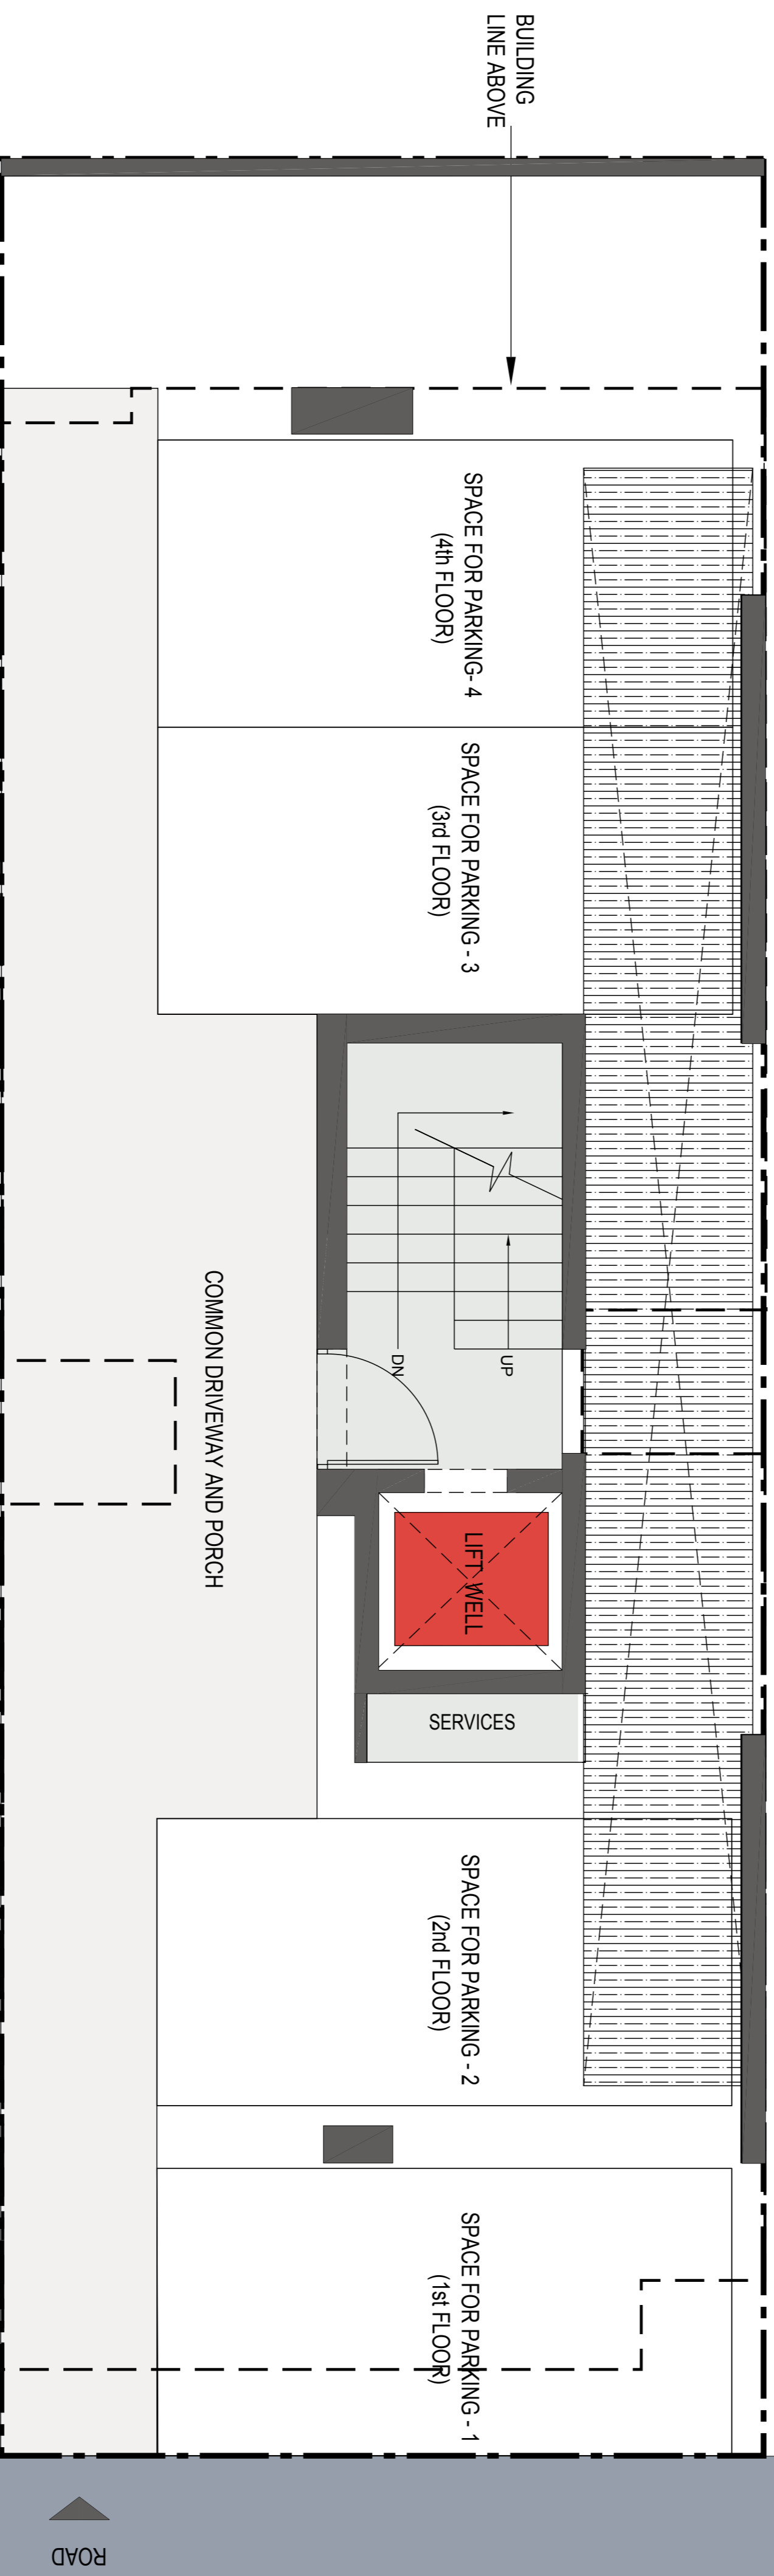 BUILDING
LINE ABOVE
SPACE FOR PARKING- 4
(4th FLOOR)
SPACE FOR PARKING - 3
(3rd FLOOR)
UP
DN
COMMON DRIVEWAY AND PORCH
LIFT WELL
SERVICES
SPACE FOR PARKING - 2
(2nd FLOOR)
SPACE FOR PARKING - 1
(1st FLOOR)
ROAD